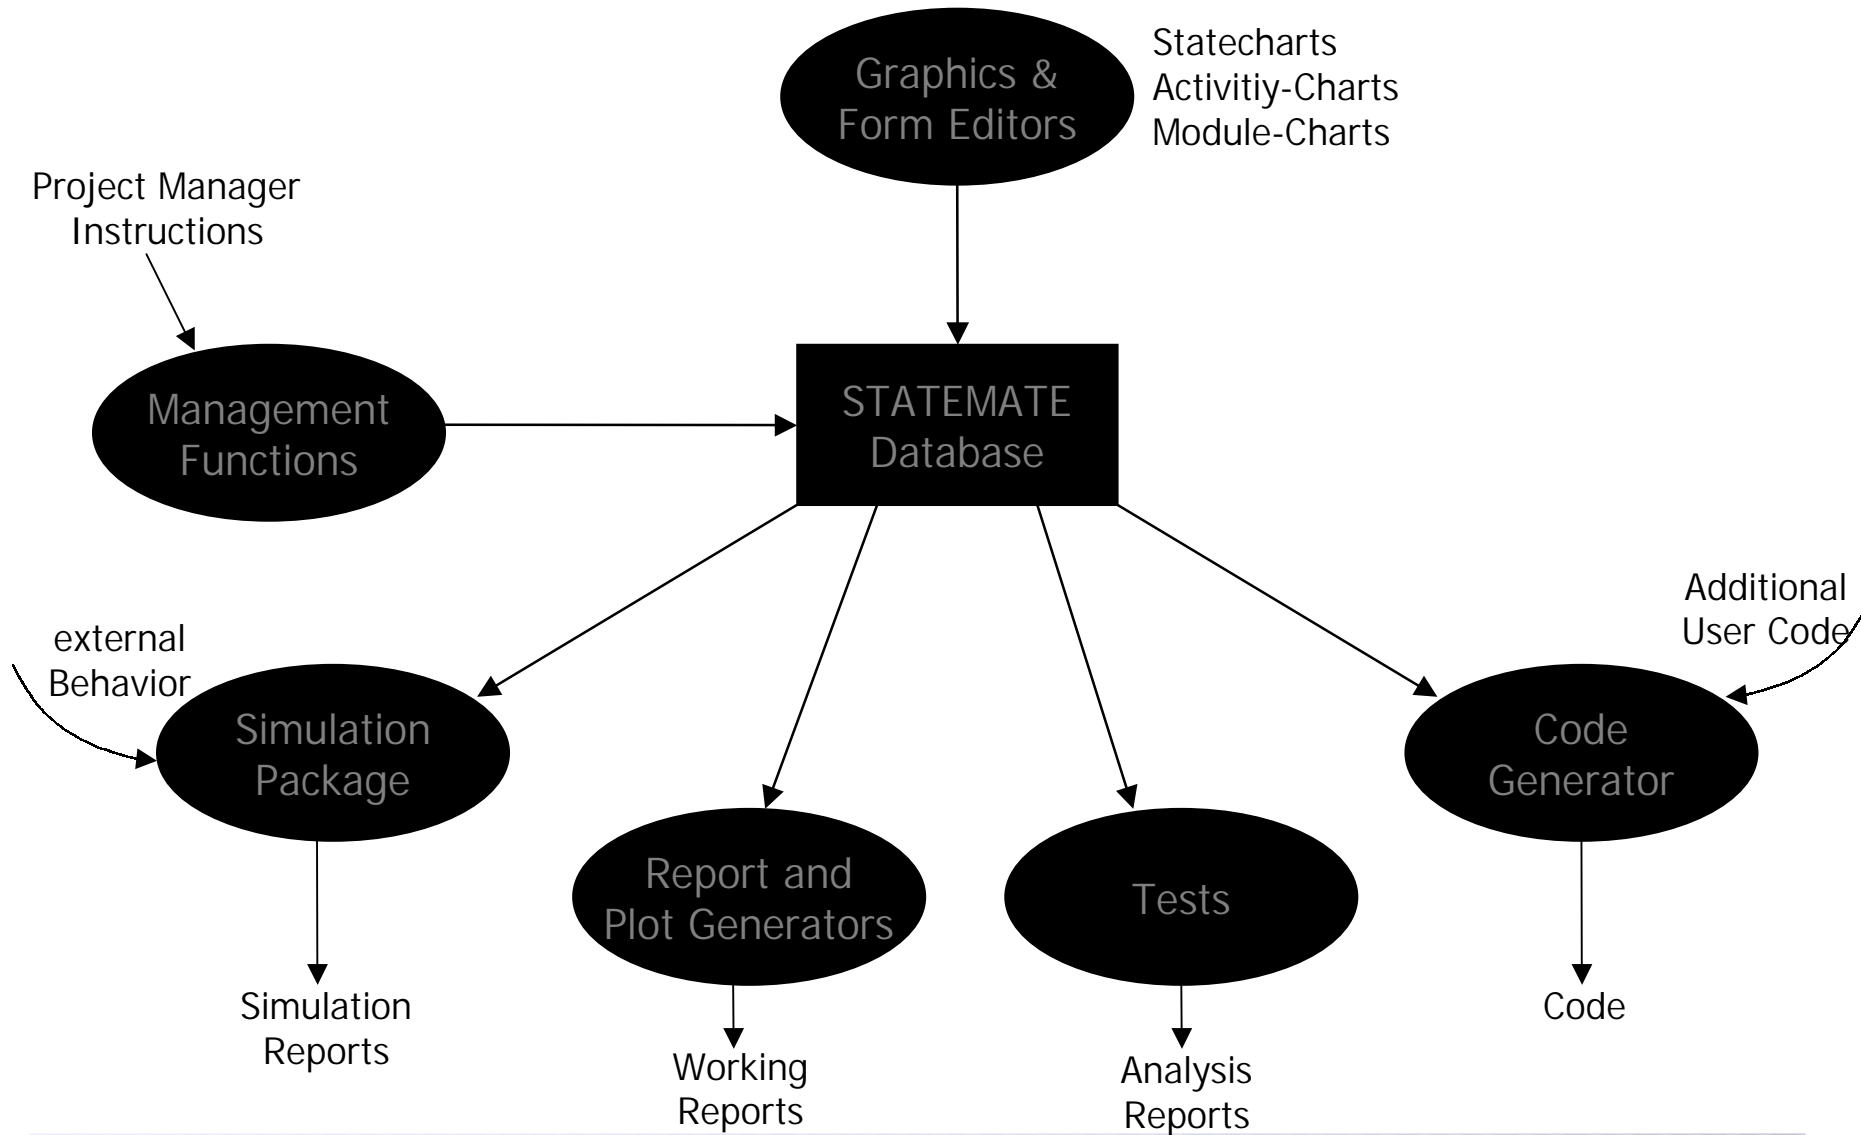 Graphics &
Form Editors
Statecharts
Activitiy-Charts
Module-Charts
Project Manager
Instructions
Management
Functions
STATEMATE
Database
external
Behavior
Additional
User Code
Simulation
Package
Code
Generator
Report and
Plot Generators
Tests
Simulation
Reports
Working
Reports
Analysis
Reports
Code